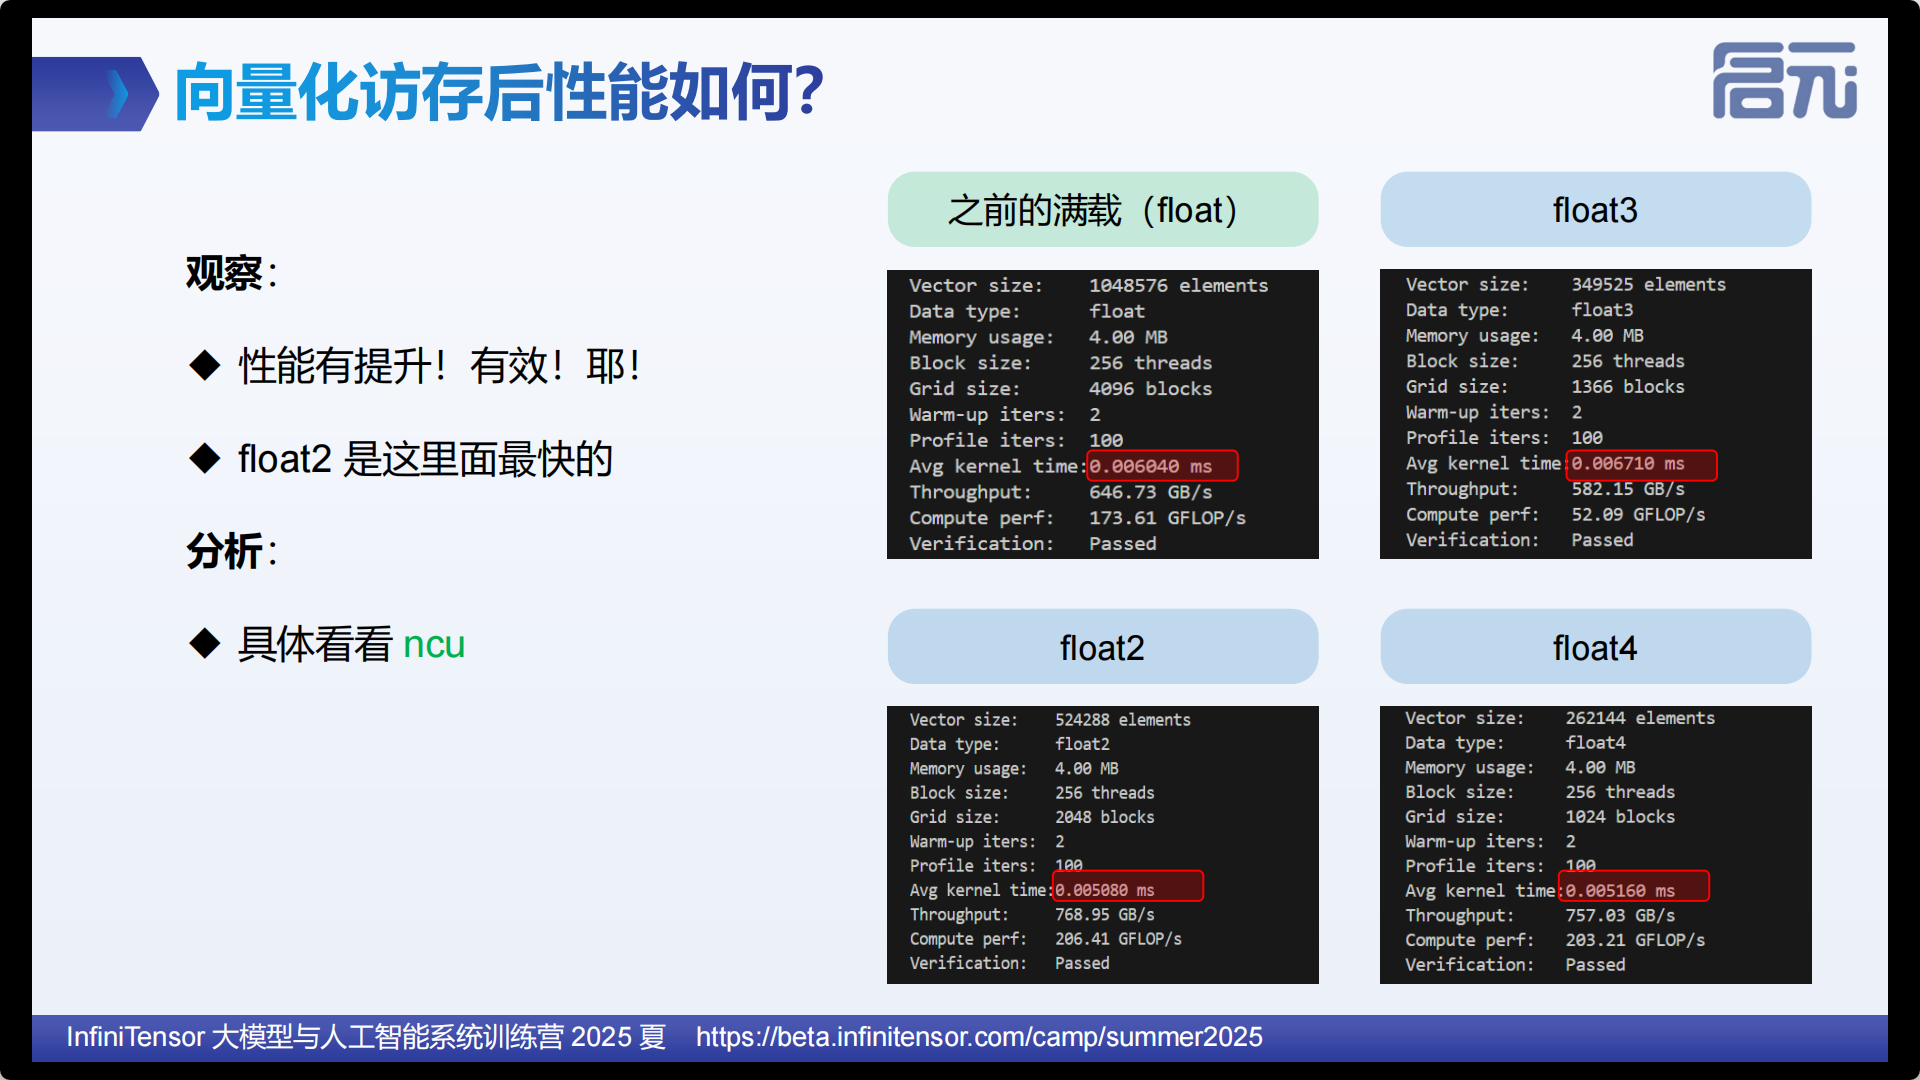 向量化访存后性能如何？
启元
观察：
◆ 性能有提升！有效！耶！
◆ float2 是这里面最快的
分析：
◆ 具体看看 ncu
之前的满载（float）
Vector size: 1048576 elements
Data type: float
Memory usage: 4.00 MB
Block size: 256 threads
Grid size: 4096 blocks
Warm-up iters: 2
Profile iters: 100
Avg kernel time:0.006040 ms
Throughput: 646.73 GB/s
Compute perf: 173.61 GFLOP/s
Verification: Passed
float3
Vector size: 349525 elements
Data type: float3
Memory usage: 4.00 MB
Block size: 256 threads
Grid size: 1366 blocks
Warm-up iters: 2
Profile iters: 100
Avg kernel time:0.006710 ms
Throughput: 582.15 GB/s
Compute perf: 52.09 GFLOP/s
Verification: Passed
float2
Vector size: 524288 elements
Data type: float2
Memory usage: 4.00 MB
Block size: 256 threads
Grid size: 2048 blocks
Warm-up iters: 2
Profile iters: 100
Avg kernel time:0.005080 ms
Throughput: 768.95 GB/s
Compute perf: 206.41 GFLOP/s
Verification: Passed
float4
Vector size: 262144 elements
Data type: float4
Memory usage: 4.00 MB
Block size: 256 threads
Grid size: 1024 blocks
Warm-up iters: 2
Profile iters: 100
Avg kernel time:0.005160 ms
Throughput: 757.03 GB/s
Compute perf: 203.21 GFLOP/s
Verification: Passed
InfiniTensor 大模型与人工智能系统训练营 2025 夏 https://beta.infinitensor.com/camp/summer2025